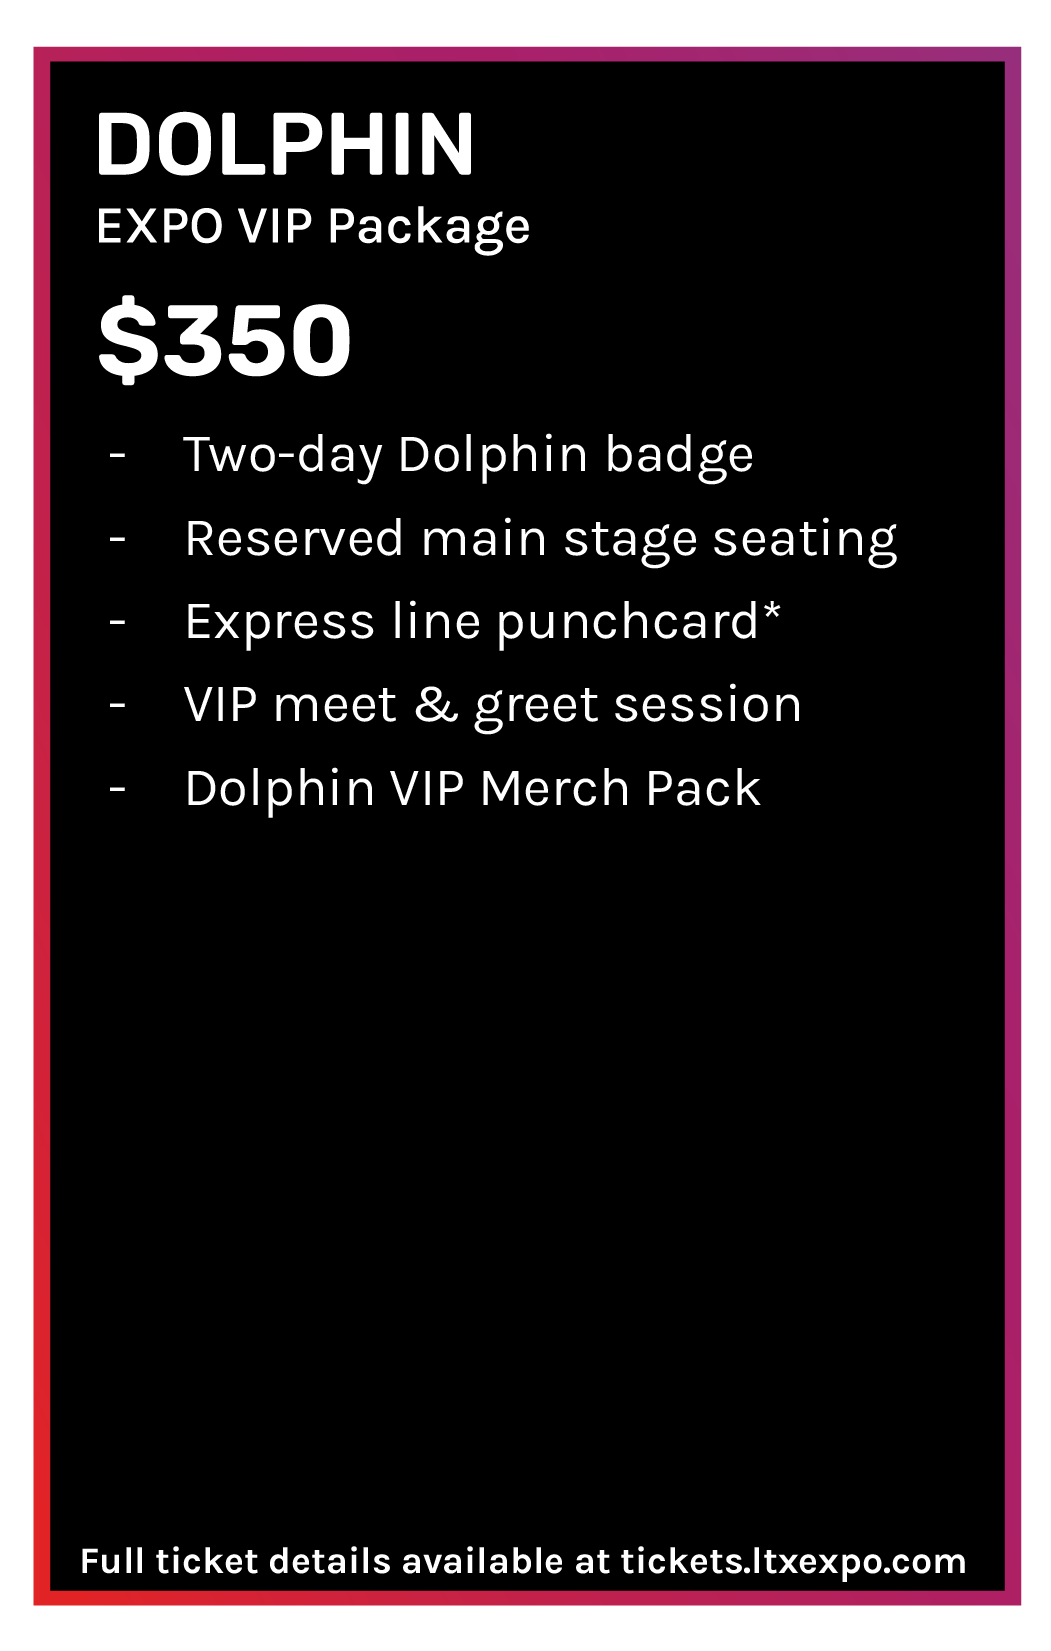 DOLPHIN
EXPO VIP Package
$350
- Two-day Dolphin badge
- Reserved main stage seating
- Express line punchcard*
- VIP meet & greet session
- Dolphin VIP Merch Pack
Full ticket details available at tickets.ltxexpo.com